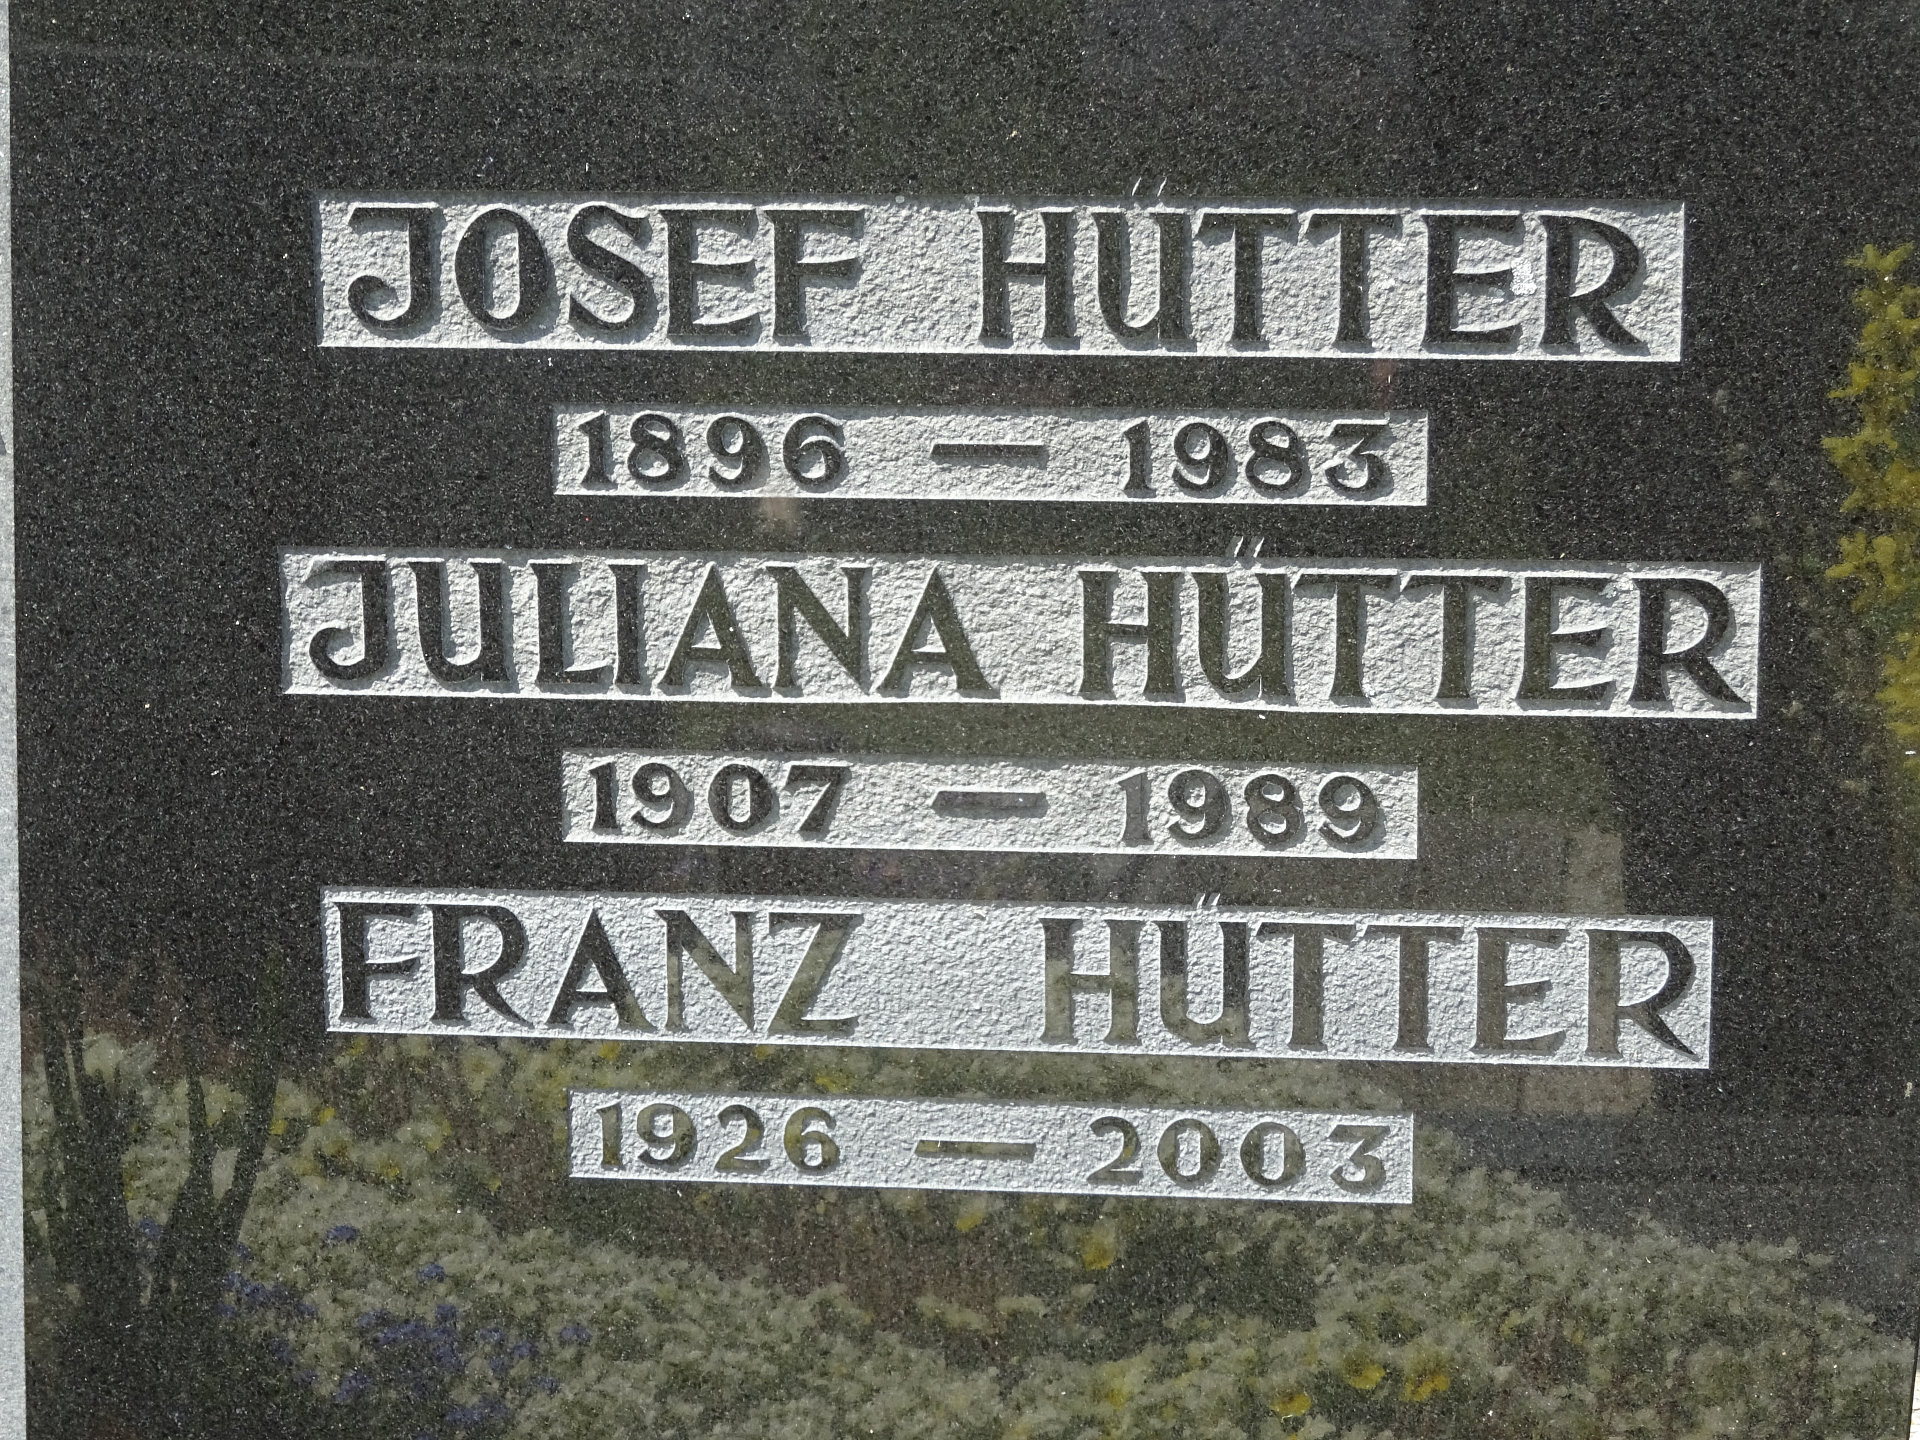 JOSEF HÜTTER
1896 — 1983
JULIANA HÜTTER
1907 — 1989
FRANZ HÜTTER
1926 — 2003